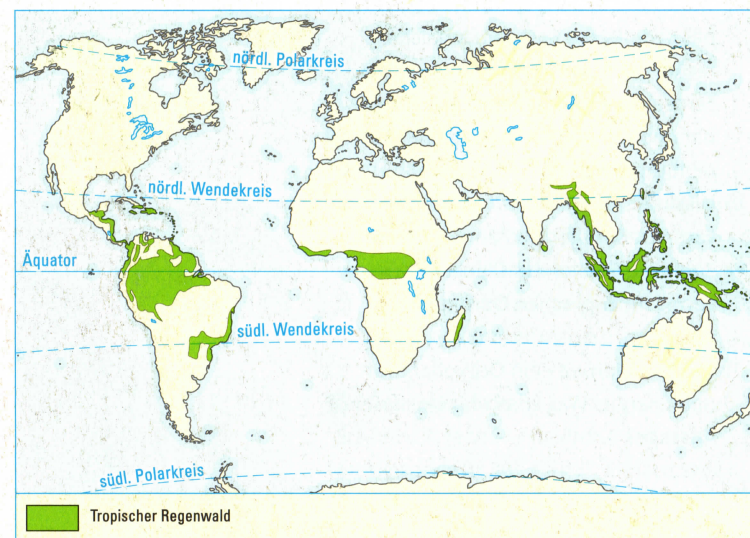 nördl. Polarkreis
nördl. Wendekreis
Äquator
südl. Wendekreis
südl. Polarkreis
Tropischer Regenwald